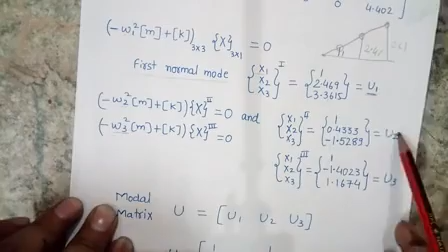 0 4.402
(-ω₁²[m]+[k])₃ₓ₃ {X}₃ₓ₁ = 0
First normal mode {x₁ x₂ x₃}ᴵ = {1 2.469 3.3615} = U₁
(-ω₂²[m]+[k]){X}ᴵᴵ = 0 and {x₁ x₂ x₃}ᴵᴵ = {1 0.4333 -1.5289} = U₂
(-ω₃²[m]+[k]){X}ᴵᴵᴵ = 0
{x₁ x₂ x₃}ᴵᴵᴵ = {1 -1.4023 1.1674} = U₃
Modal
Matrix U = [U₁ U₂ U₃]